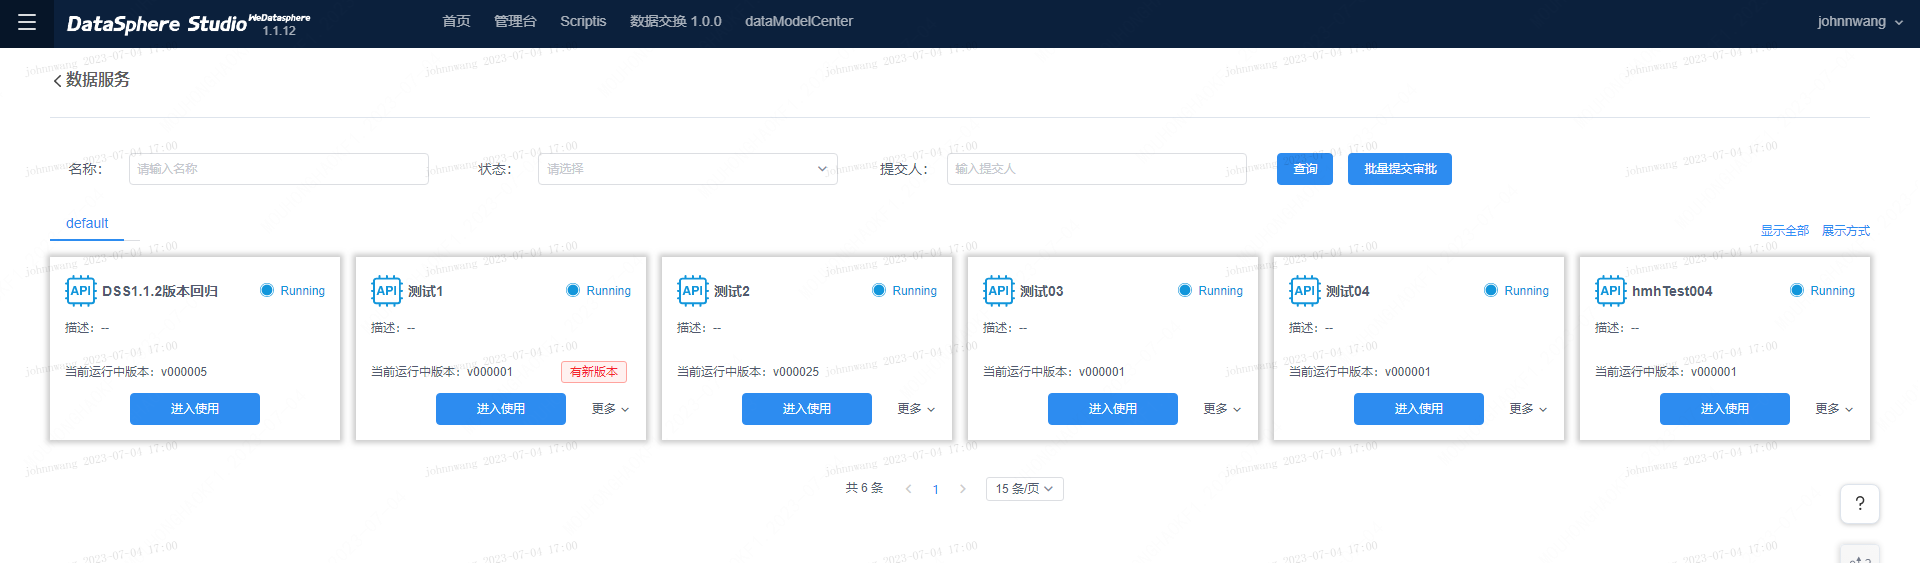 DataSphere Studio WeDatasphere 1.1.12 首页 管理台 Scriptis 数据交换 1.0.0 dataModelCenter johnnwang
数据服务
名称： 请输入名称 状态： 请选择 提交人： 输入提交人 查询 批量提交审批
default 显示全部 展示方式
API DSS1.1.2版本回归 Running
描述：--
当前运行中版本：v000005
进入使用
API 测试1 Running
描述：--
当前运行中版本：v000001 有新版本
进入使用 更多
API 测试2 Running
描述：--
当前运行中版本：v000025
进入使用 更多
API 测试03 Running
描述：--
当前运行中版本：v000001
进入使用 更多
API 测试04 Running
描述：--
当前运行中版本：v000001
进入使用 更多
API hmhTest004 Running
描述：--
当前运行中版本：v000001
进入使用 更多
共 6 条 1 15 条/页
?
johnwang 2023-07-04 17:00